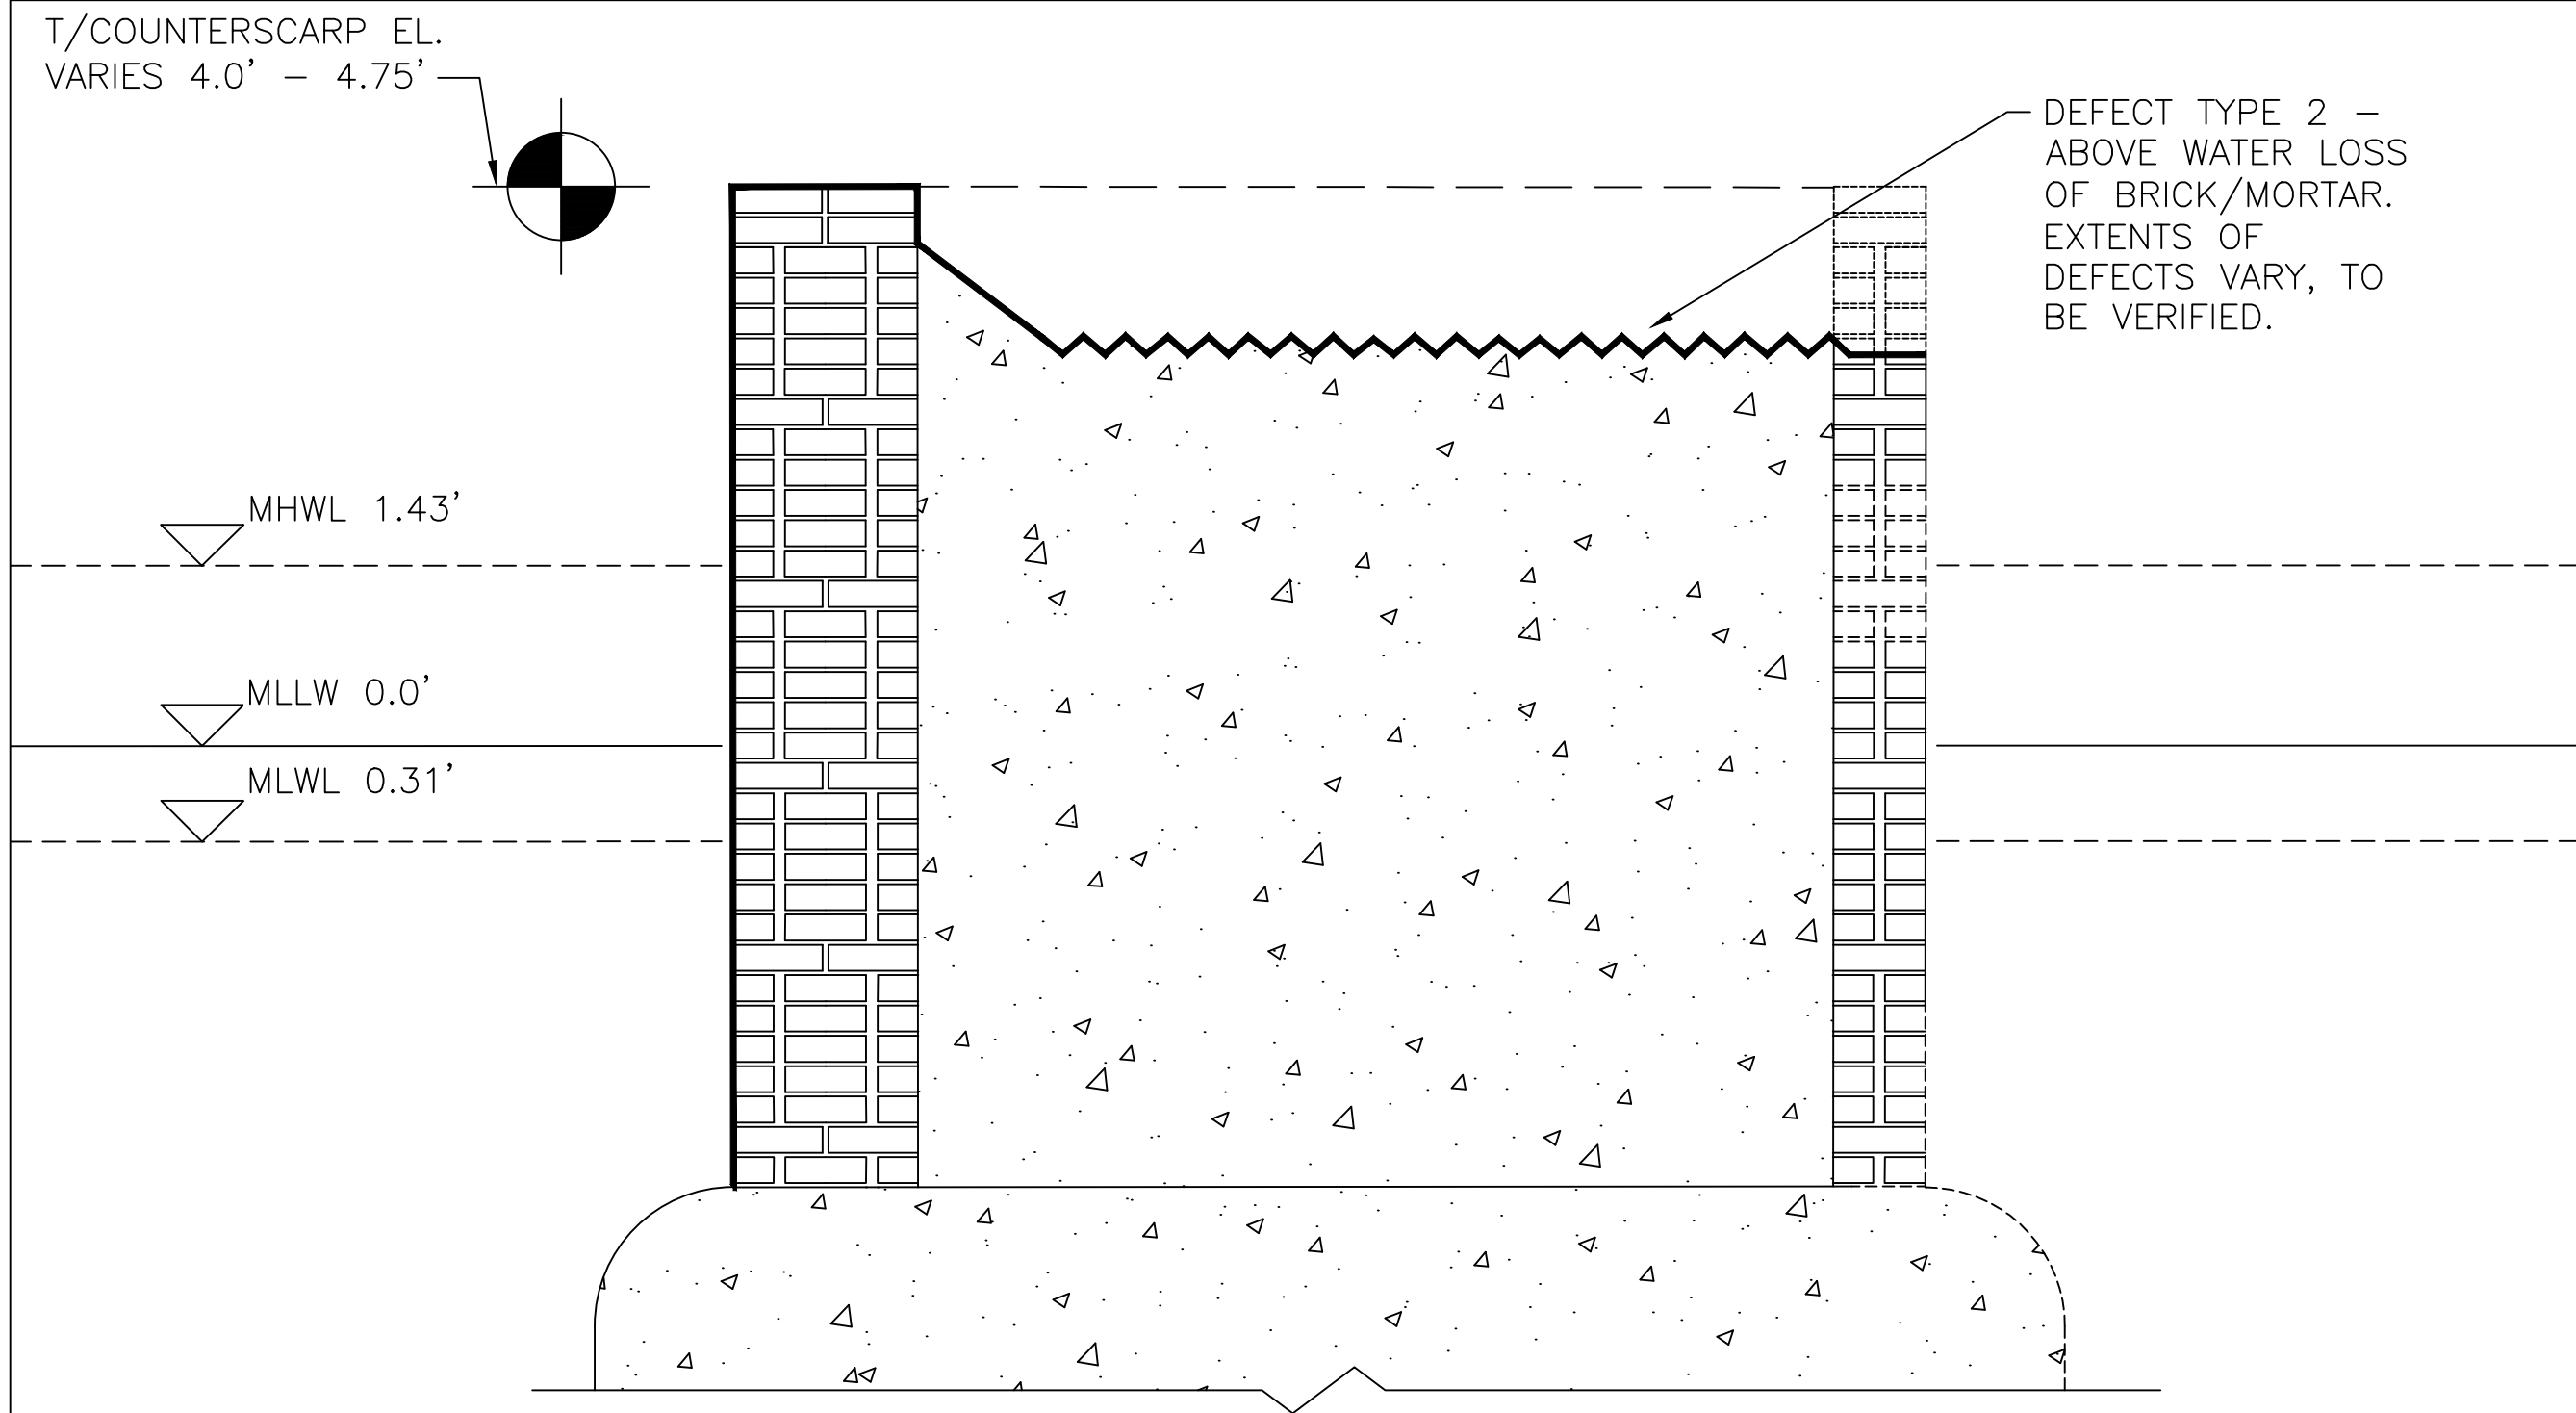 T/COUNTERSCARP EL.
VARIES 4.0' - 4.75'
DEFECT TYPE 2 -
ABOVE WATER LOSS
OF BRICK/MORTAR.
EXTENTS OF
DEFECTS VARY, TO
BE VERIFIED.
MHWL 1.43'
MLLW 0.0'
MLWL 0.31'